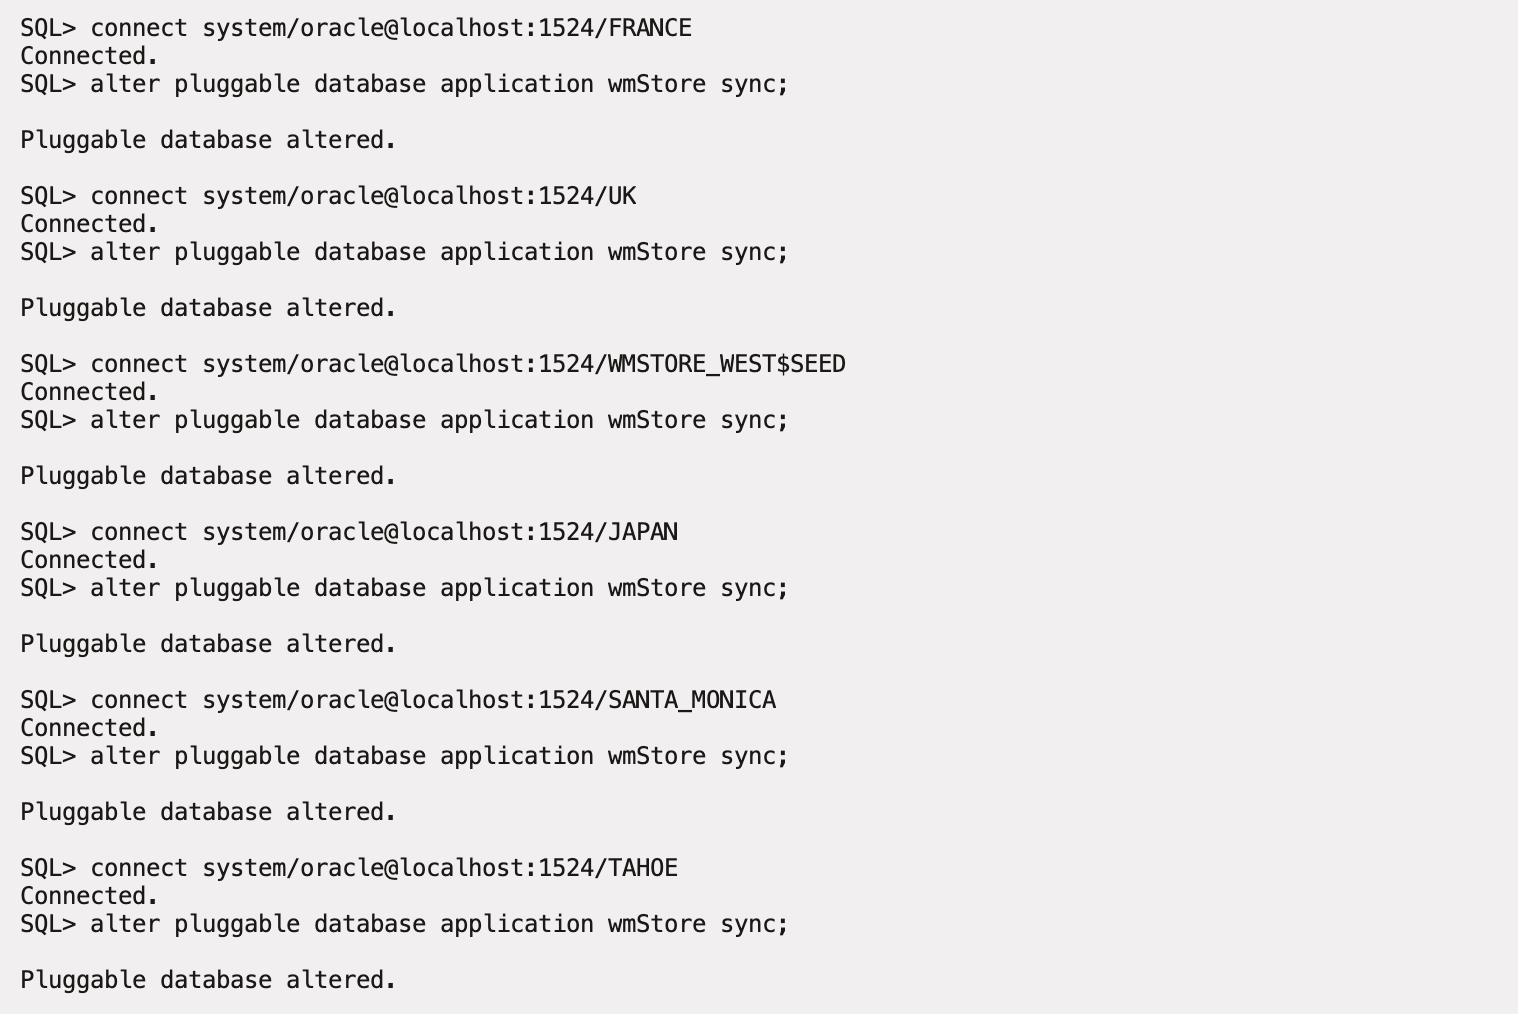 SQL> connect system/oracle@localhost:1524/FRANCE
Connected.
SQL> alter pluggable database application wmStore sync;
Pluggable database altered.
SQL> connect system/oracle@localhost:1524/UK
Connected.
SQL> alter pluggable database application wmStore sync;
Pluggable database altered.
SQL> connect system/oracle@localhost:1524/WMSTORE_WEST$SEED
Connected.
SQL> alter pluggable database application wmStore sync;
Pluggable database altered.
SQL> connect system/oracle@localhost:1524/JAPAN
Connected.
SQL> alter pluggable database application wmStore sync;
Pluggable database altered.
SQL> connect system/oracle@localhost:1524/SANTA_MONICA
Connected.
SQL> alter pluggable database application wmStore sync;
Pluggable database altered.
SQL> connect system/oracle@localhost:1524/TAHOE
Connected.
SQL> alter pluggable database application wmStore sync;
Pluggable database altered.